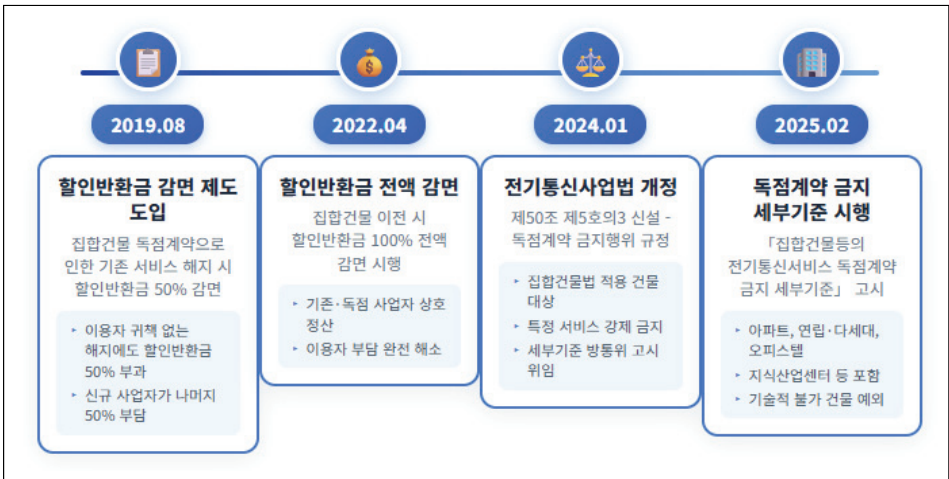 2019.08
할인반환금 감면 제도
도입
집합건물 독점계약으로
인한 기존 서비스 해지 시
할인반환금 50% 감면
▸ 이용자 귀책 없는
해지에도 할인반환금
50% 부과
▸ 신규 사업자가 나머지
50% 부담
2022.04
할인반환금 전액 감면
집합건물 이전 시
할인반환금 100% 전액
감면 시행
▸ 기존·독점 사업자 상호
정산
▸ 이용자 부담 완전 해소
2024.01
전기통신사업법 개정
제50조 제5호의3 신설 -
독점계약 금지행위 규정
▸ 집합건물법 적용 건물
대상
▸ 특정 서비스 강제 금지
▸ 세부기준 방통위 고시
위임
2025.02
독점계약 금지
세부기준 시행
「집합건물등의
전기통신서비스 독점계약
금지 세부기준」 고시
▸ 아파트, 연립·다세대,
오피스텔
▸ 지식산업센터 등 포함
▸ 기술적 불가 건물 예외